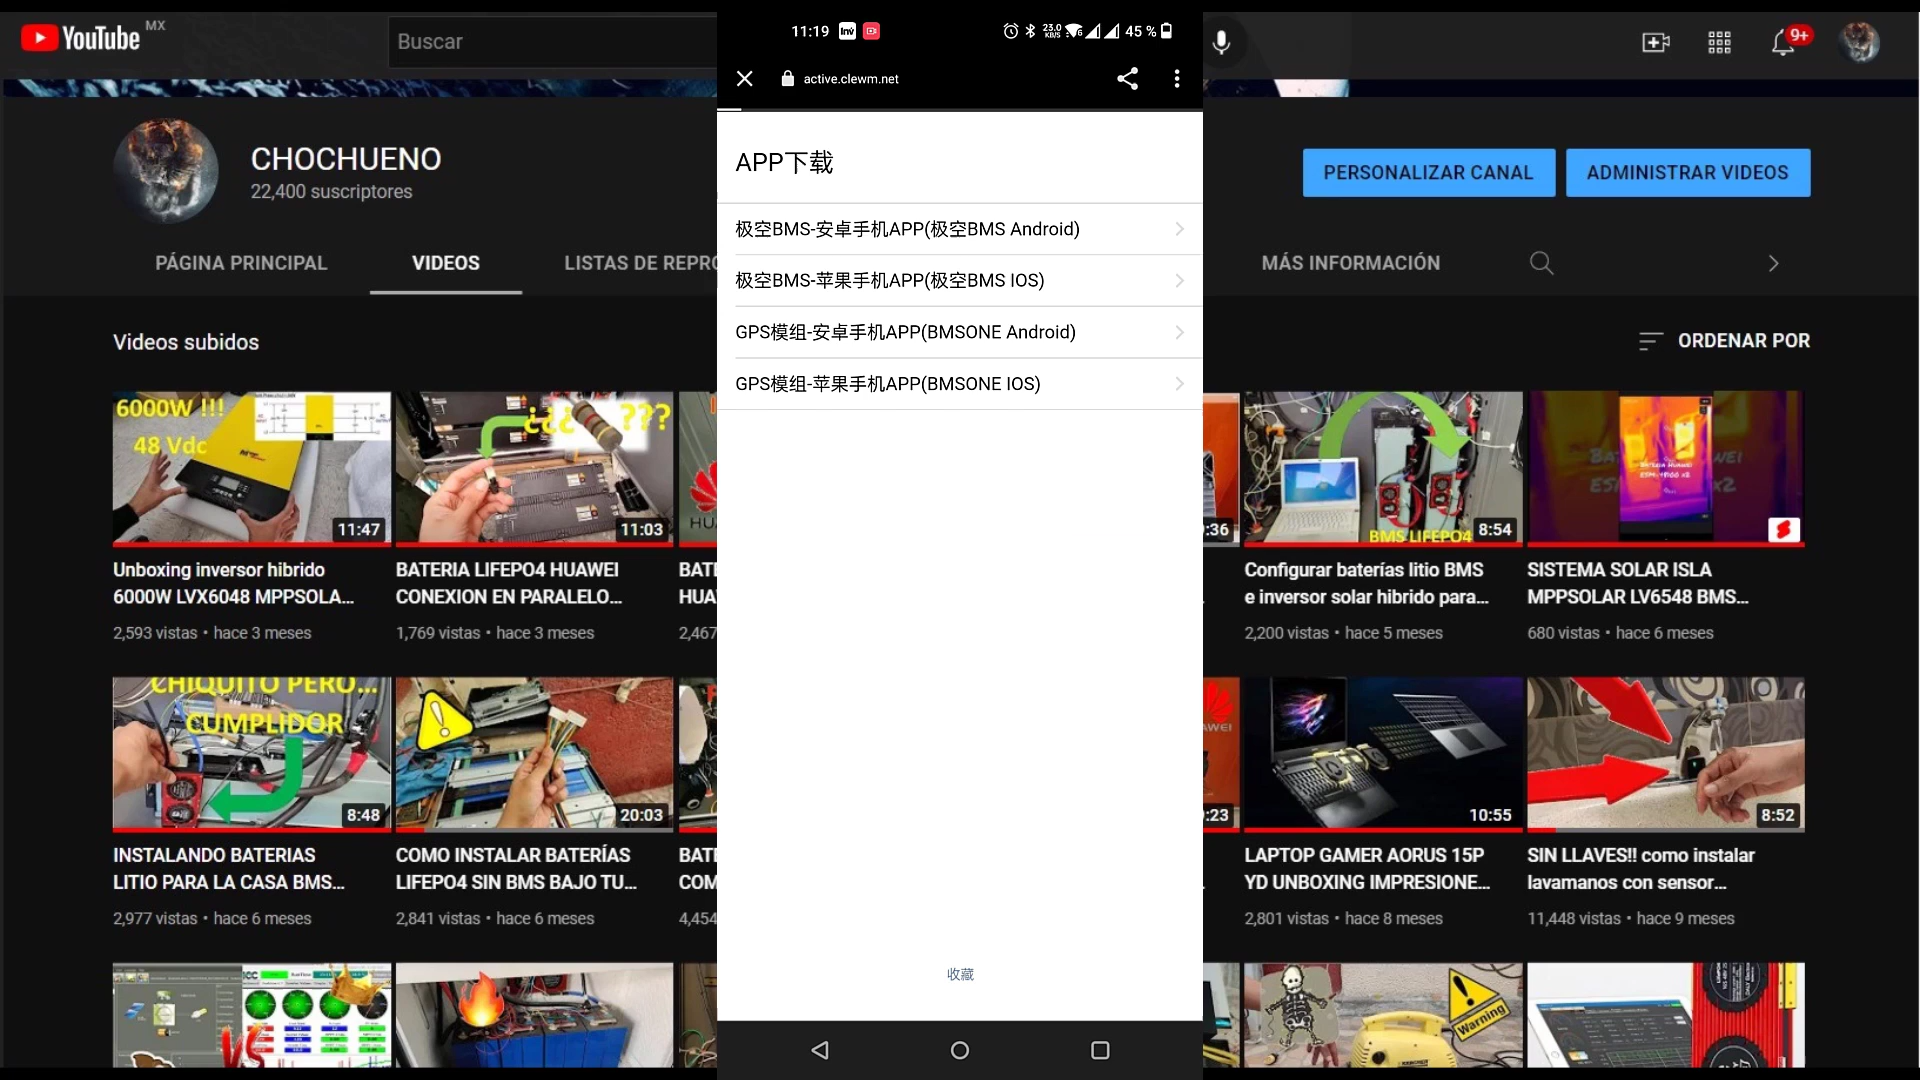 YouTube MX
Buscar
9+
CHOCHUENO
22,400 suscriptores
PERSONALIZAR CANAL
ADMINISTRAR VIDEOS
PÁGINA PRINCIPAL
VIDEOS
LISTAS DE REPRO
MÁS INFORMACIÓN
Videos subidos
ORDENAR POR
11:19
23.0 KB/S
45 %
active.clewm.net
APP下载
极空BMS-安卓手机APP(极空BMS Android)
极空BMS-苹果手机APP(极空BMS IOS)
GPS模组-安卓手机APP(BMSONE Android)
GPS模组-苹果手机APP(BMSONE IOS)
收藏
6000W !!!
48 Vdc
11:47
Unboxing inversor hibrido
6000W LVX6048 MPPSOLA...
2,593 vistas • hace 3 meses
¿¿¿ ???
11:03
BATERIA LIFEPO4 HUAWEI
CONEXION EN PARALELO...
1,769 vistas • hace 3 meses
HU
BATE
HUA
2,467
:36
BMS LIFEPO4
8:54
Configurar baterías litio BMS
e inversor solar hibrido para...
2,200 vistas • hace 5 meses
SISTEMA SOLAR ISLA
MPPSOLAR LV6548 BMS...
680 vistas • hace 6 meses
CHIQUITO PERO...
CUMPLIDOR
8:48
INSTALANDO BATERIAS
LITIO PARA LA CASA BMS...
2,977 vistas • hace 6 meses
20:03
COMO INSTALAR BATERÍAS
LIFEPO4 SIN BMS BAJO TU...
2,841 vistas • hace 6 meses
BATE
COM
4,454
:23
10:55
LAPTOP GAMER AORUS 15P
YD UNBOXING IMPRESIONE...
2,801 vistas • hace 8 meses
8:52
SIN LLAVES!! como instalar
lavamanos con sensor...
11,448 vistas • hace 9 meses
VS
Warning